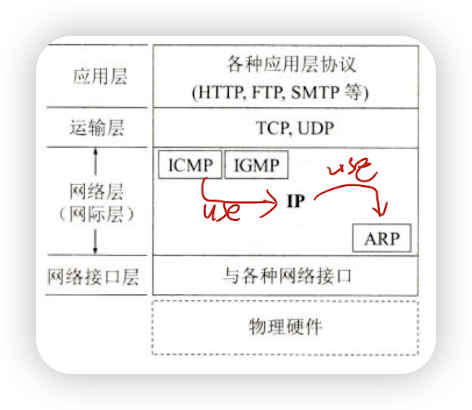 应用层
各种应用层协议
(HTTP, FTP, SMTP 等)
运输层
TCP, UDP
ICMP
IGMP
use
网络层
(网际层)
use
IP
ARP
网络接口层
与各种网络接口
物理硬件